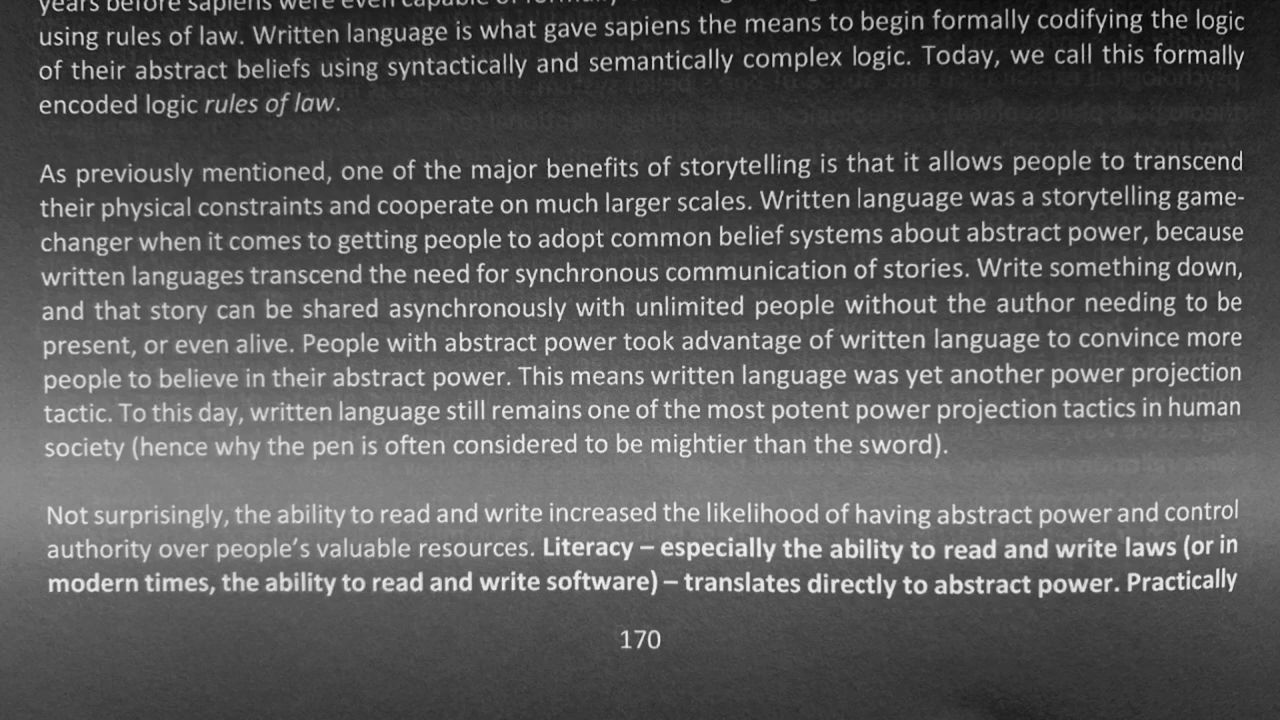 years before sapiens were even capable of formally
using rules of law. Written language is what gave sapiens the means to begin formally codifying the logic
of their abstract beliefs using syntactically and semantically complex logic. Today, we call this formally
encoded logic rules of law.
As previously mentioned, one of the major benefits of storytelling is that it allows people to transcend
their physical constraints and cooperate on much larger scales. Written language was a storytelling game-
changer when it comes to getting people to adopt common belief systems about abstract power, because
written languages transcend the need for synchronous communication of stories. Write something down,
and that story can be shared asynchronously with unlimited people without the author needing to be
present, or even alive. People with abstract power took advantage of written language to convince more
people to believe in their abstract power. This means written language was yet another power projection
tactic. To this day, written language still remains one of the most potent power projection tactics in human
society (hence why the pen is often considered to be mightier than the sword).
Not surprisingly, the ability to read and write increased the likelihood of having abstract power and control
authority over people’s valuable resources. Literacy – especially the ability to read and write laws (or in
modern times, the ability to read and write software) – translates directly to abstract power. Practically
170